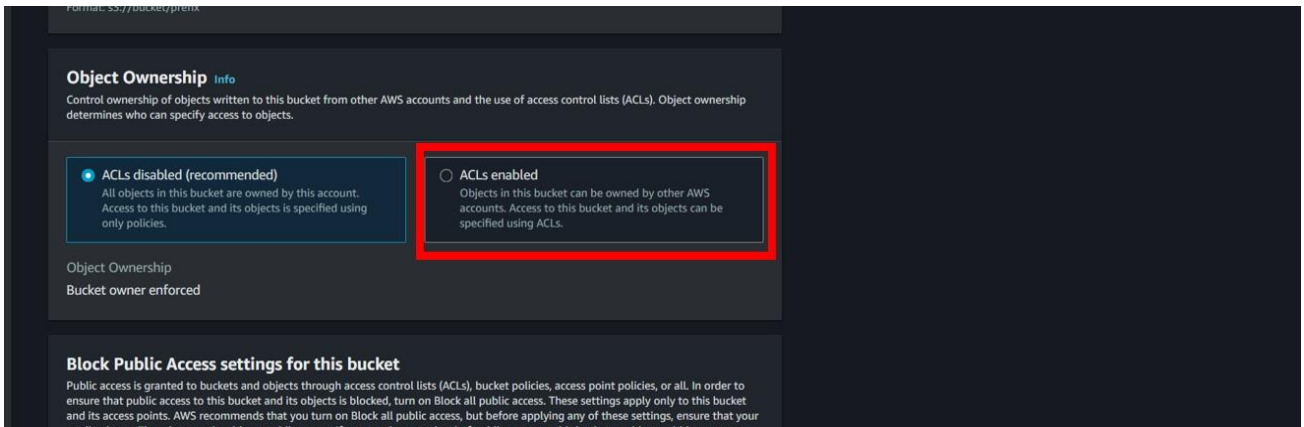 Format: s3://bucket/prefix
Object Ownership Info
Control ownership of objects written to this bucket from other AWS accounts and the use of access control lists (ACLs). Object ownership
determines who can specify access to objects.
ACLs disabled (recommended)
All objects in this bucket are owned by this account.
Access to this bucket and its objects is specified using
only policies.
ACLs enabled
Objects in this bucket can be owned by other AWS
accounts. Access to this bucket and its objects can be
specified using ACLs.
Object Ownership
Bucket owner enforced
Block Public Access settings for this bucket
Public access is granted to buckets and objects through access control lists (ACLs), bucket policies, access point policies, or all. In order to
ensure that public access to this bucket and its objects is blocked, turn on Block all public access. These settings apply only to this bucket
and its access points. AWS recommends that you turn on Block all public access, but before applying any of these settings, ensure that your